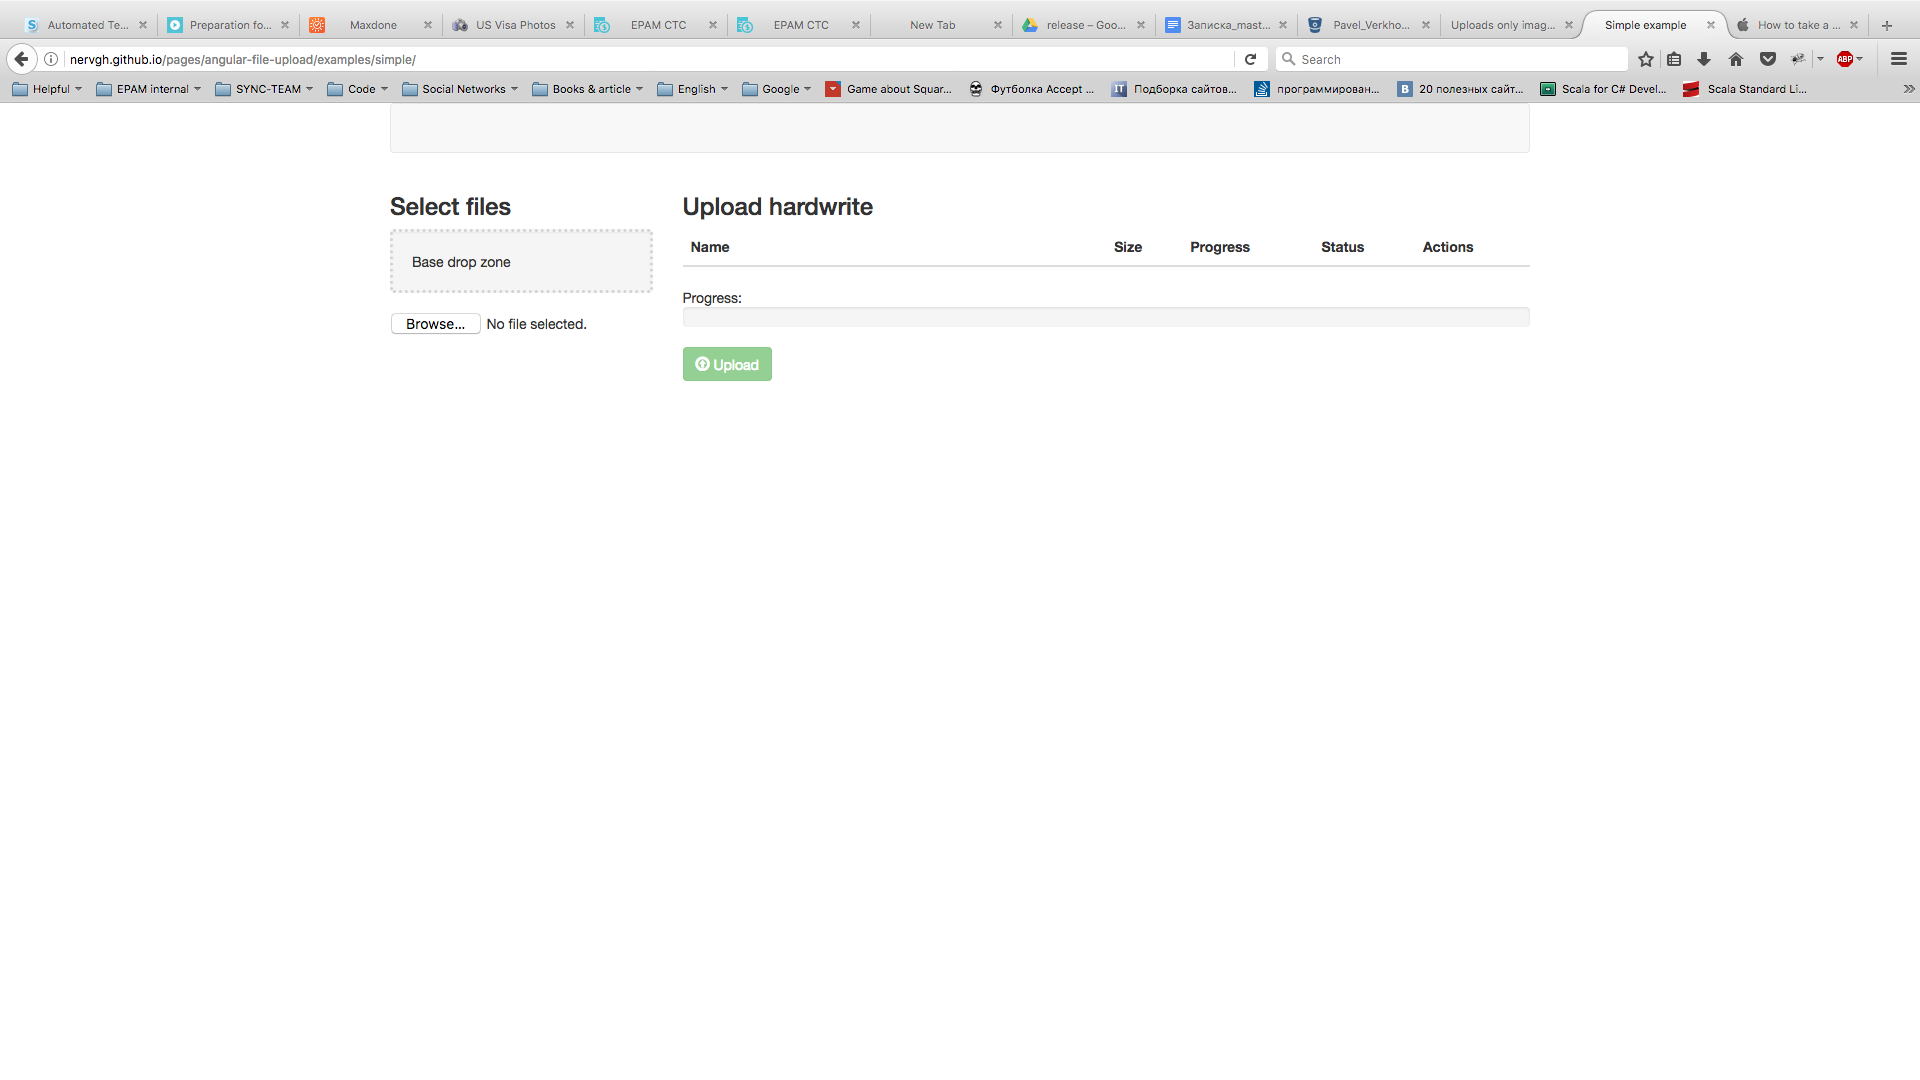 Automated Te... Preparation fo... Maxdone US Visa Photos EPAM CTC EPAM CTC New Tab release – Goo... Записка_mast... Pavel_Verkho... Uploads only imag... Simple example How to take a ...
nervgh.github.io/pages/angular-file-upload/examples/simple/ Search ABP
Helpful EPAM internal SYNC-TEAM Code Social Networks Books & article English Google Game about Squar... Футболка Accept ... IT Подборка сайтов... программирован... B 20 полезных сайт... Scala for C# Devel... Scala Standard Li...
Select files Upload hardwrite
Name Size Progress Status Actions
Base drop zone
Progress:
Browse... No file selected.
Upload